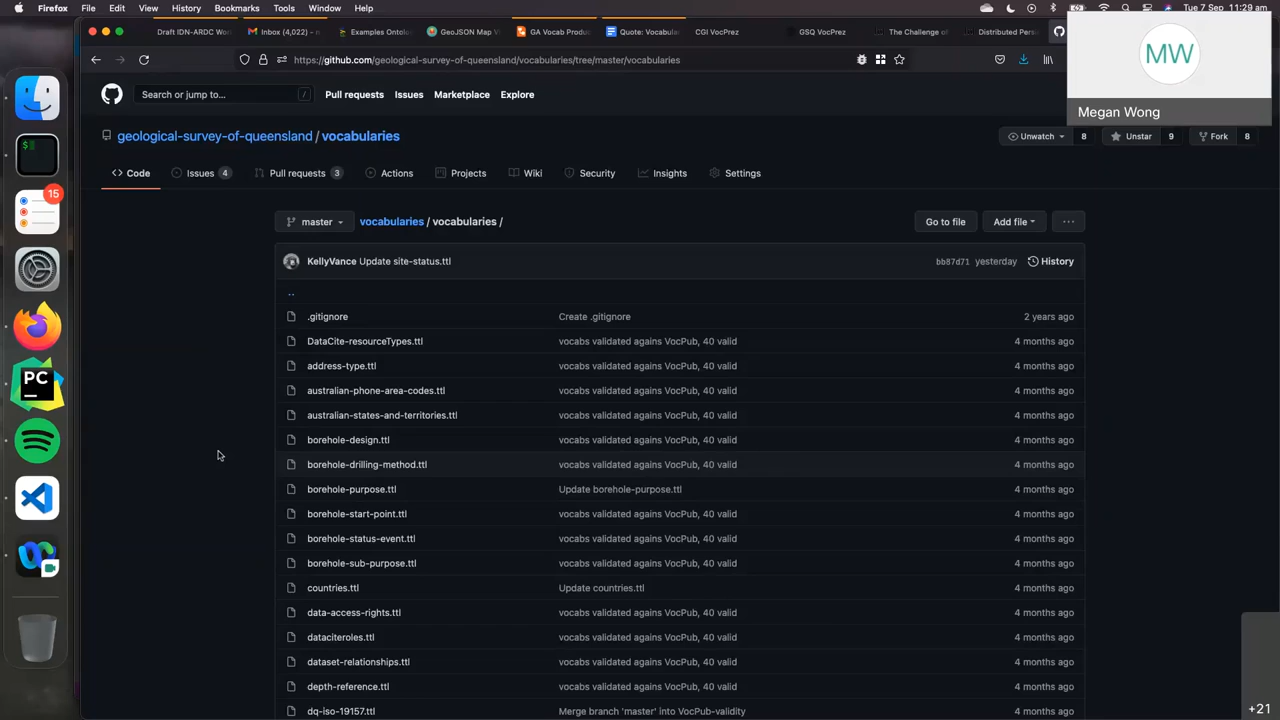 Firefox File Edit View History Bookmarks Tools Window Help
Tue 7 Sep 11:29 am
Draft IDN-ARDC Wor
Inbox (4,022) - n
Examples Ontolo
GeoJSON Map V
GA Vocab Produc
Quote: Vocabula
CGI VocPrez
GSQ VocPrez
The Challenge of
Distributed Pers
https://github.com/geological-survey-of-queensland/vocabularies/tree/master/vocabularies
MW
Megan Wong
Search or jump to... /
Pull requests Issues Marketplace Explore
geological-survey-of-queensland / vocabularies
Unwatch 8 Unstar 9 Fork 8
Code Issues 4 Pull requests 3 Actions Projects Wiki Security Insights Settings
master vocabularies / vocabularies / Go to file Add file ...
KellyVance Update site-status.ttl bb87d71 yesterday History
..
.gitignore Create .gitignore 2 years ago
DataCite-resourceTypes.ttl vocabs validated agains VocPub, 40 valid 4 months ago
address-type.ttl vocabs validated agains VocPub, 40 valid 4 months ago
australian-phone-area-codes.ttl vocabs validated agains VocPub, 40 valid 4 months ago
australian-states-and-territories.ttl vocabs validated agains VocPub, 40 valid 4 months ago
borehole-design.ttl vocabs validated agains VocPub, 40 valid 4 months ago
borehole-drilling-method.ttl vocabs validated agains VocPub, 40 valid 4 months ago
borehole-purpose.ttl Update borehole-purpose.ttl 4 months ago
borehole-start-point.ttl vocabs validated agains VocPub, 40 valid 4 months ago
borehole-status-event.ttl vocabs validated agains VocPub, 40 valid 4 months ago
borehole-sub-purpose.ttl vocabs validated agains VocPub, 40 valid 4 months ago
countries.ttl Update countries.ttl 4 months ago
data-access-rights.ttl vocabs validated agains VocPub, 40 valid 4 months ago
dataciteroles.ttl vocabs validated agains VocPub, 40 valid 4 months ago
dataset-relationships.ttl vocabs validated agains VocPub, 40 valid 4 months ago
depth-reference.ttl vocabs validated agains VocPub, 40 valid 4 months ago
dq-iso-19157.ttl Merge branch 'master' into VocPub-validity 4 months ago
15
PC
+21